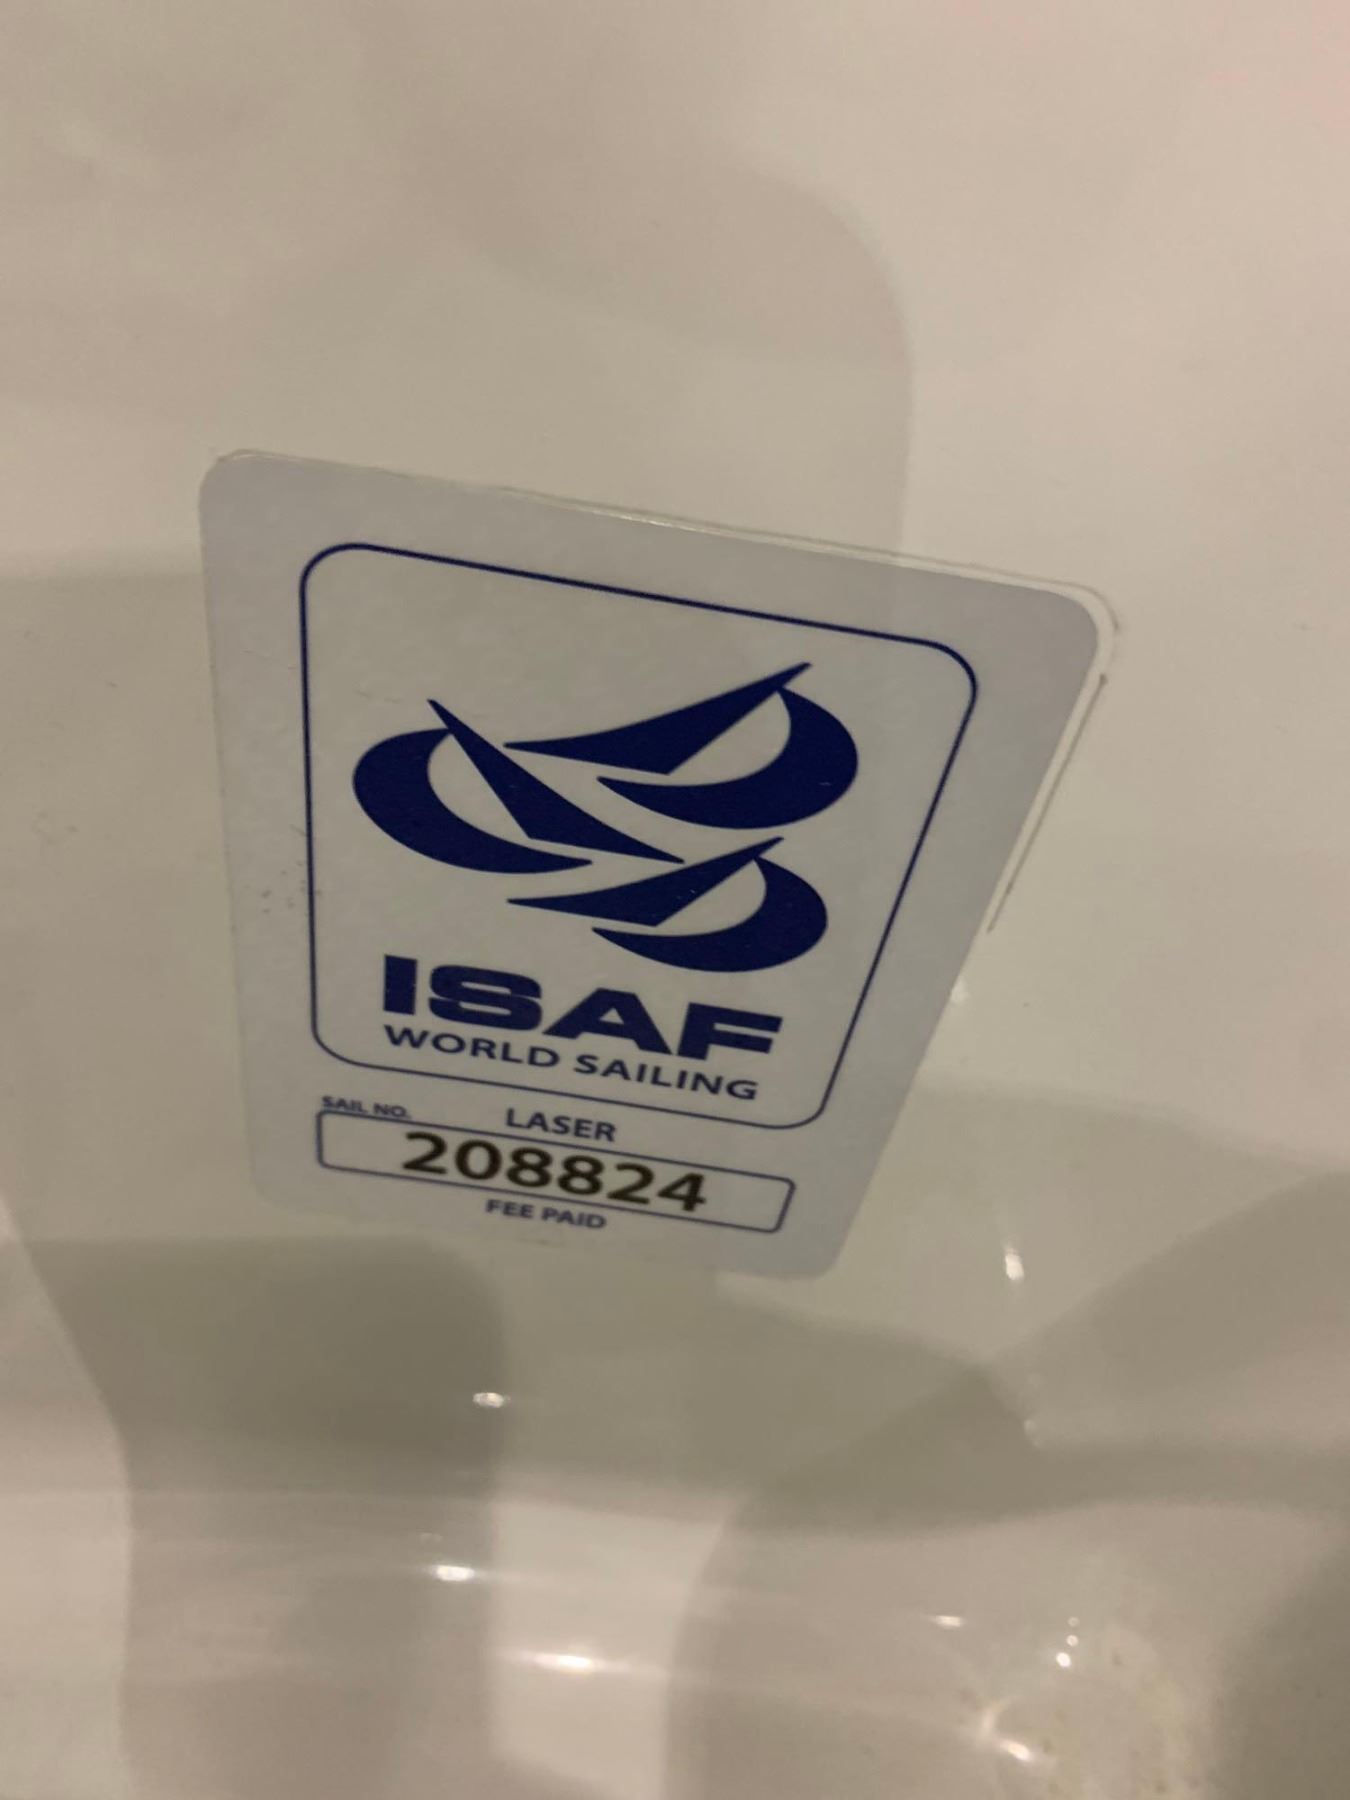 ISAF
WORLD SAILING
SAIL NO.
LASER
208824
FEE PAID